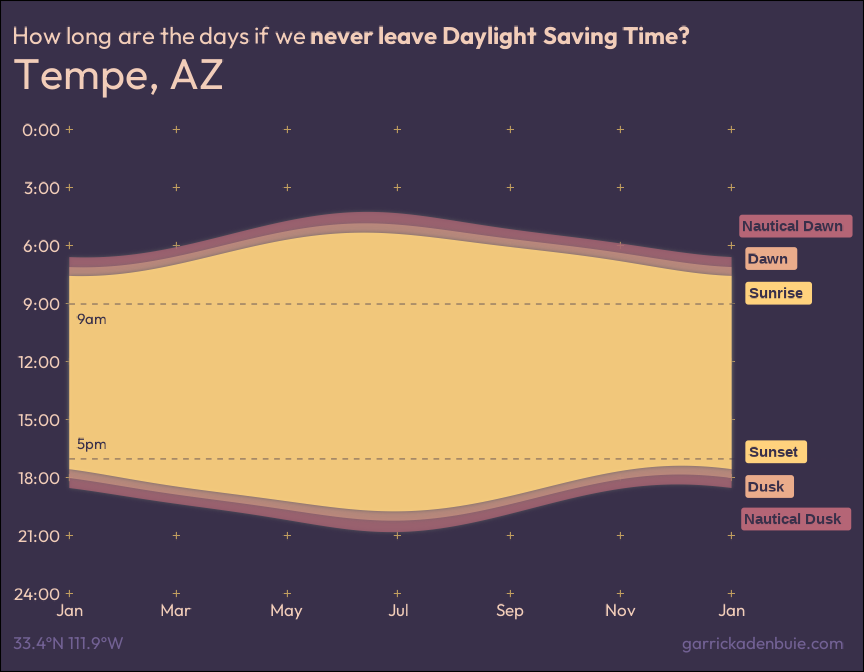 How long are the days if we never leave Daylight Saving Time?
Tempe, AZ
0:00
3:00
Nautical Dawn
6:00
Dawn
Sunrise
9:00
9am
12:00
15:00
5pm
Sunset
18:00
Dusk
Nautical Dusk
21:00
24:00
Jan Mar May Jul Sep Nov Jan
33.4°N 111.9°W
garrickadenbuie.com